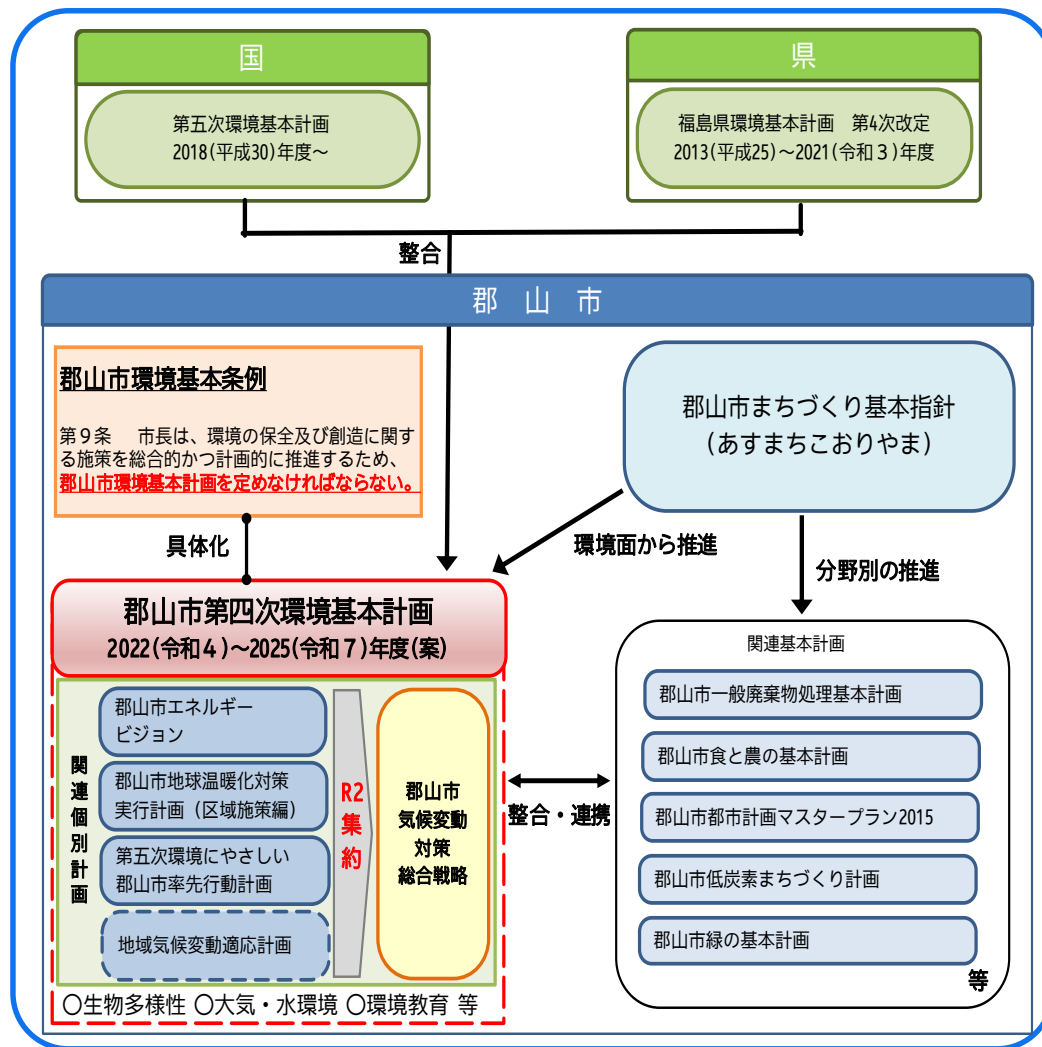 国
第五次環境基本計画
2018(平成30)年度～
県
福島県環境基本計画　第4次改定
2013(平成25)～2021(令和３)年度
整合
郡　山　市
郡山市環境基本条例
第９条　市長は、環境の保全及び創造に関す
る施策を総合的かつ計画的に推進するため、
郡山市環境基本計画を定めなければならない。
郡山市まちづくり基本指針
（あすまちこおりやま）
具体化
環境面から推進
分野別の推進
郡山市第四次環境基本計画
2022(令和４)～2025(令和７)年度(案)
関連個別計画
郡山市エネルギー
ビジョン
郡山市地球温暖化対策
実行計画（区域施策編）
第五次環境にやさしい
郡山市率先行動計画
地域気候変動適応計画
R2
集
約
郡山市
気候変動
対策
総合戦略
〇生物多様性 〇大気・水環境 〇環境教育 等
整合・連携
関連基本計画
郡山市一般廃棄物処理基本計画
郡山市食と農の基本計画
郡山市都市計画マスタープラン2015
郡山市低炭素まちづくり計画
郡山市緑の基本計画
等